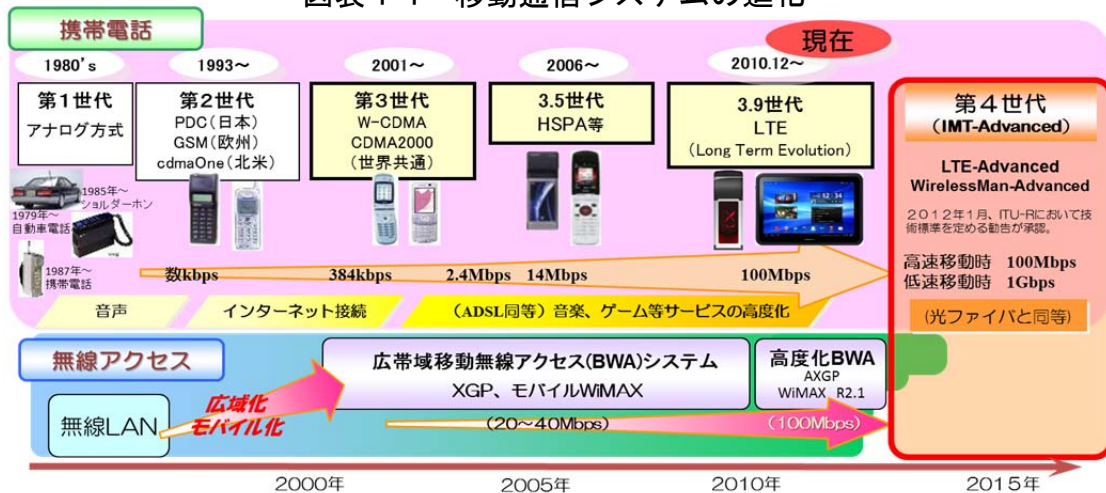 携帯電話
現在
1980's
1993～
2001～
2006～
2010.12～
第1世代
アナログ方式
第2世代
PDC(日本)
GSM(欧州)
cdmaOne(北米)
第3世代
W-CDMA
CDMA2000
(世界共通)
3.5世代
HSPA等
3.9世代
LTE
(Long Term Evolution)
第4世代
(IMT-Advanced)
LTE-Advanced
WirelessMan-Advanced
2012年1月、ITU-Rにおいて技
術標準を定める勧告が承認。
高速移動時 100Mbps
低速移動時 1Gbps
(光ファイバと同等)
1985年～
ショルダーホン
1979年～
自動車電話
1987年～
携帯電話
数kbps
384kbps
2.4Mbps
14Mbps
100Mbps
音声
インターネット接続
(ADSL同等)音楽、ゲーム等サービスの高度化
無線アクセス
無線LAN
広域化
モバイル化
広帯域移動無線アクセス(BWA)システム
XGP、モバイルWiMAX
(20～40Mbps)
高度化BWA
AXGP
WiMAX R2.1
(100Mbps)
2000年
2005年
2010年
2015年